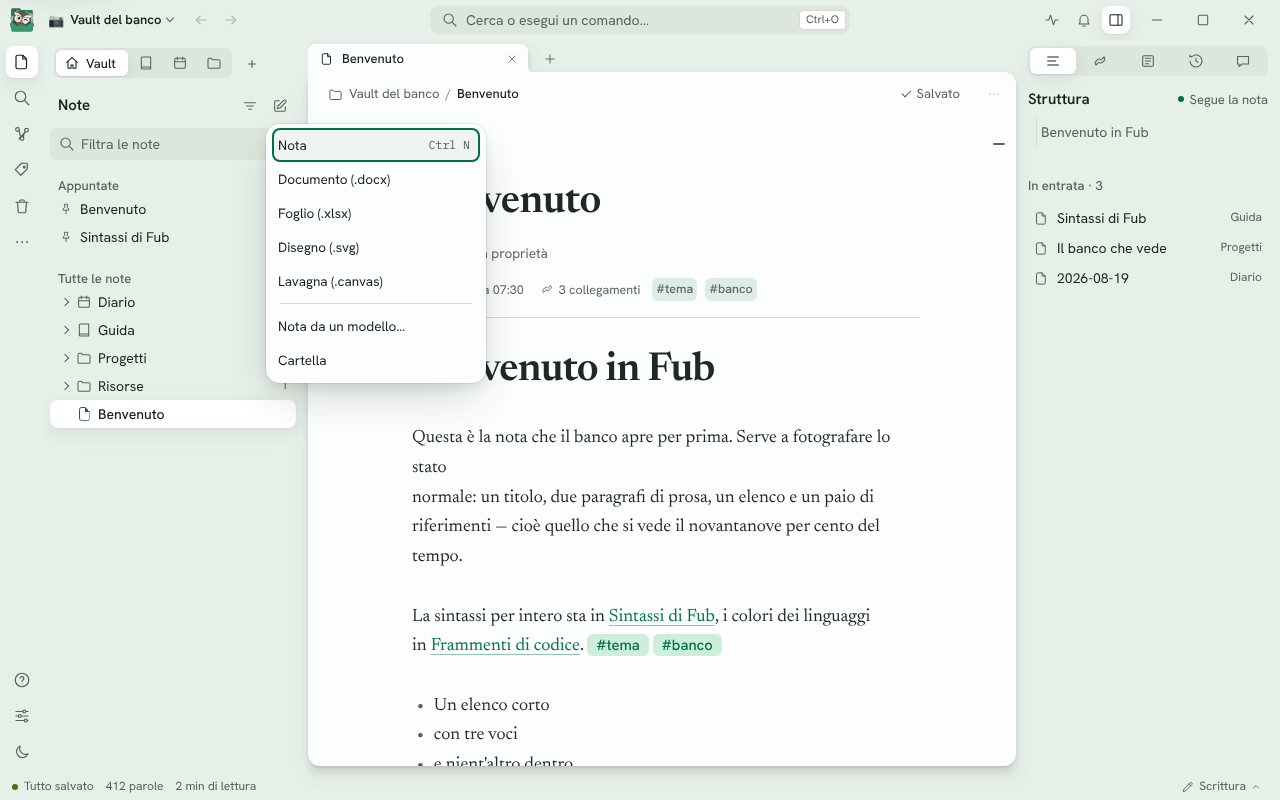 Vault del banco
Cerca o esegui un comando…
Ctrl+O
Vault
Benvenuto
Note
Filtra le note
Appuntate
Benvenuto
Sintassi di Fub
Tutte le note
Diario
Guida
Progetti
Risorse
Benvenuto
Nota
Ctrl N
Documento (.docx)
Foglio (.xlsx)
Disegno (.svg)
Lavagna (.canvas)
Nota da un modello…
Cartella
Vault del banco / Benvenuto
Salvato
venuto
proprietà
07:30
3 collegamenti
#tema
#banco
venuto in Fub
Questa è la nota che il banco apre per prima. Serve a fotografare lo
stato
normale: un titolo, due paragrafi di prosa, un elenco e un paio di
riferimenti — cioè quello che si vede il novantanove per cento del
tempo.
La sintassi per intero sta in Sintassi di Fub, i colori dei linguaggi
in Frammenti di codice. #tema #banco
• Un elenco corto
• con tre voci
• e nient'altro dentro
Struttura
Segue la nota
Benvenuto in Fub
In entrata · 3
Sintassi di Fub
Guida
Il banco che vede
Progetti
2026-08-19
Diario
Tutto salvato
412 parole
2 min di lettura
Scrittura